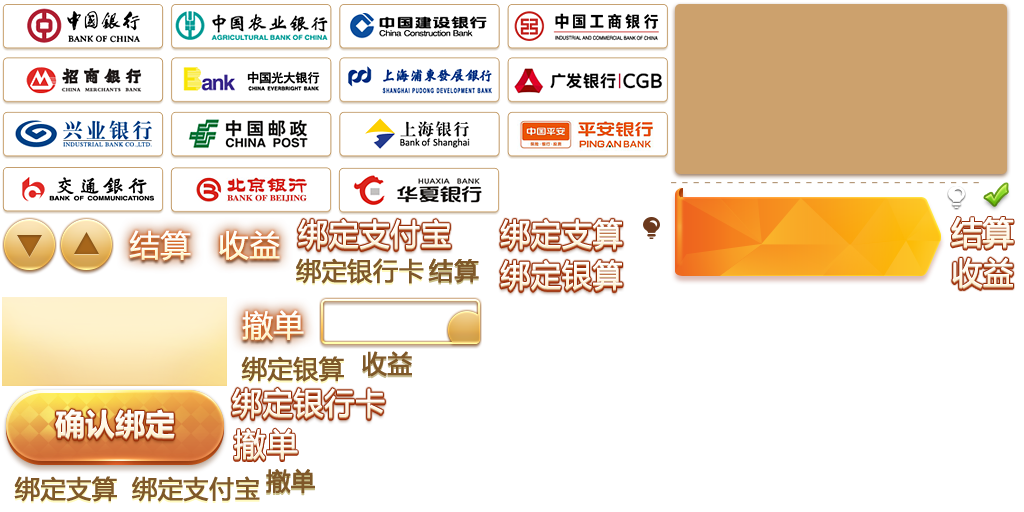 中国银行
BANK OF CHINA
中国农业银行
AGRICULTURAL BANK OF CHINA
中国建设银行
China Construction Bank
中国工商银行
INDUSTRIAL AND COMMERCIAL BANK OF CHINA
招商銀行
CHINA MERCHANTS BANK
Bank
中国光大银行
CHINA EVERBRIGHT BANK
上海浦東發展銀行
SHANGHAI PUDONG DEVELOPMENT BANK
广发银行|CGB
兴业银行
INDUSTRIAL BANK CO.,LTD.
中国邮政
CHINA POST
上海银行
Bank of Shanghai
中国平安
保险·银行·投资
平安银行
PING AN BANK
交通銀行
BANK OF COMMUNICATIONS
北京银行
BANK OF BEIJING
HUAXIA BANK
华夏银行
结算
收益
绑定支付宝
绑定支算
结算
绑定银行卡
结算
绑定银算
收益
撤单
绑定银算
收益
确认绑定
绑定银行卡
撤单
绑定支算
绑定支付宝
撤单